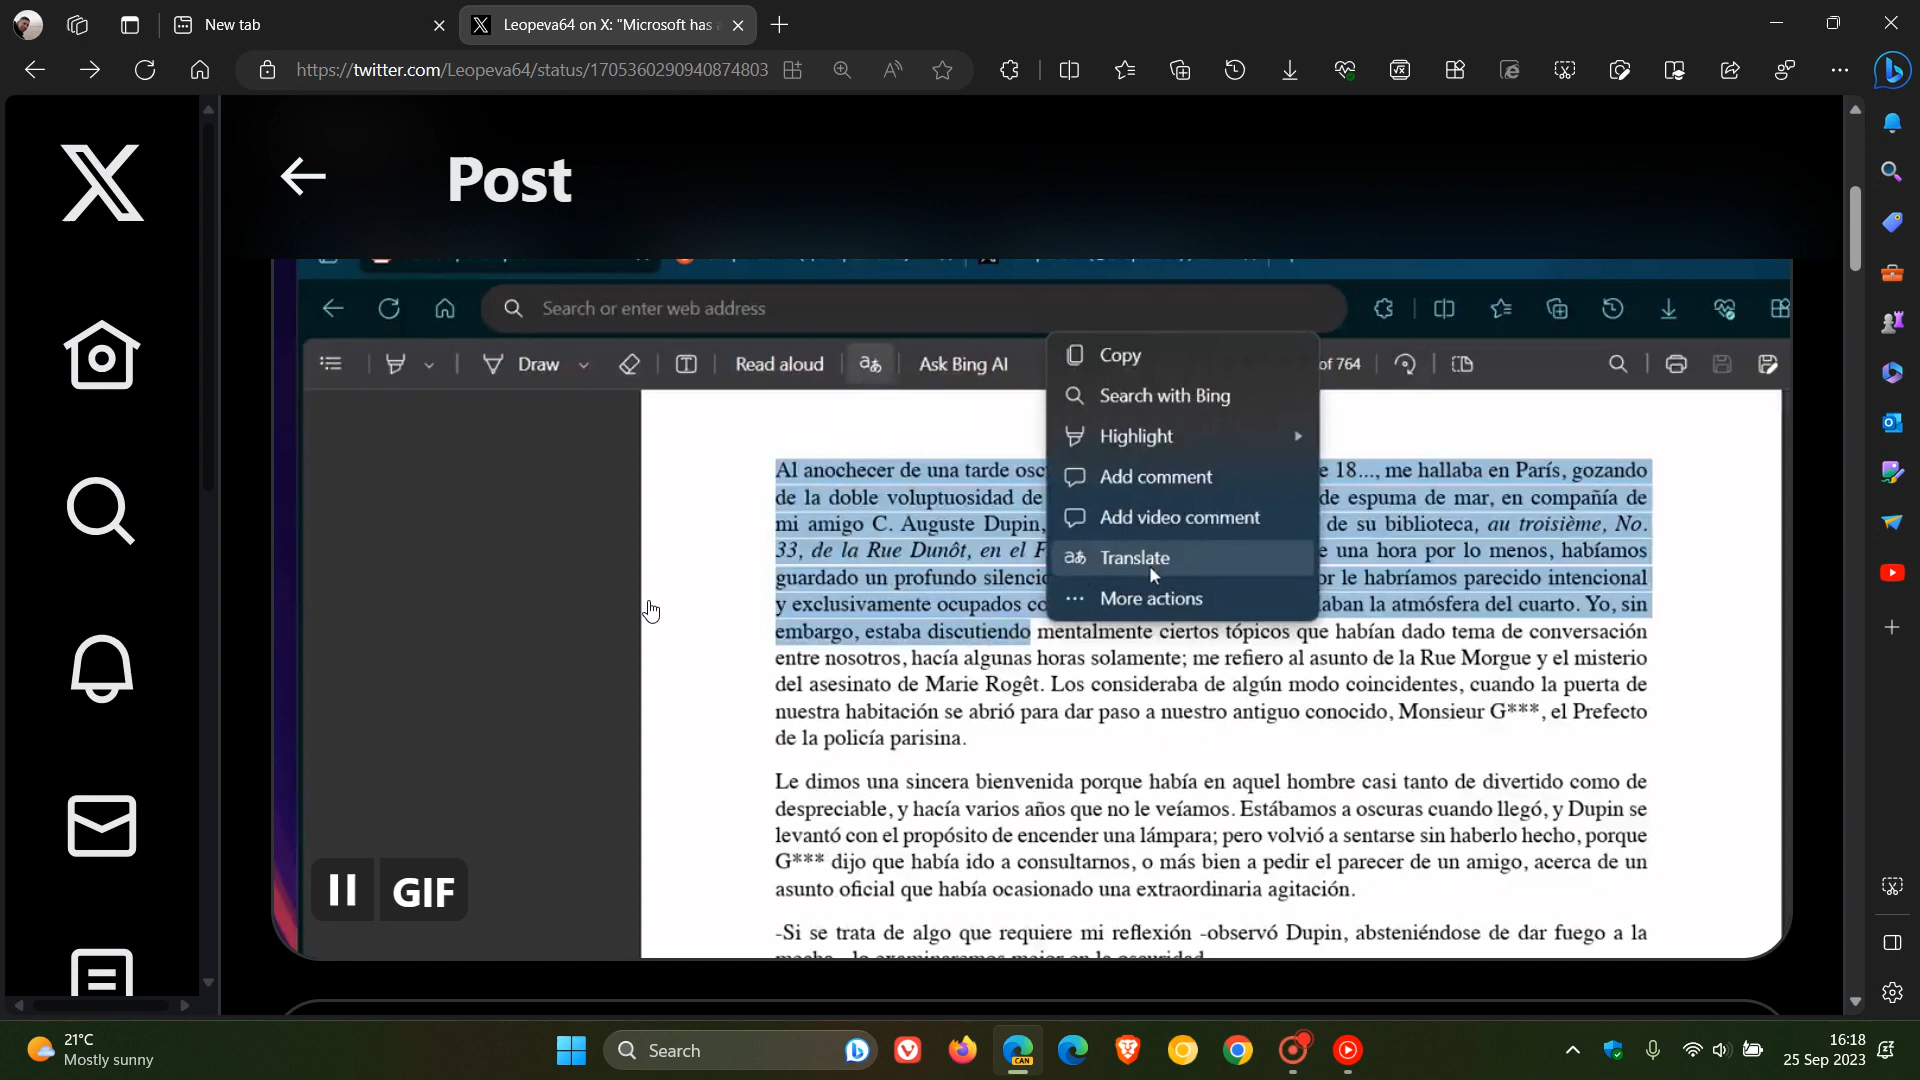 New tab
Leopeva64 on X: "Microsoft has a
https://twitter.com/Leopeva64/status/1705360290940874803
Post
Search or enter web address
Draw
Read aloud
Ask Bing AI
of 764
Copy
Search with Bing
Highlight
Add comment
Add video comment
Translate
More actions
Al anochecer de una tarde osc e 18..., me hallaba en París, gozando
de la doble voluptuosidad de de espuma de mar, en compañía de
mi amigo C. Auguste Dupin, de su biblioteca, au troisième, No.
33, de la Rue Dunôt, en el F e una hora por lo menos, habíamos
guardado un profundo silencio or le habríamos parecido intencional
y exclusivamente ocupados co laban la atmósfera del cuarto. Yo, sin
embargo, estaba discutiendo mentalmente ciertos tópicos que habían dado tema de conversación
entre nosotros, hacía algunas horas solamente; me refiero al asunto de la Rue Morgue y el misterio
del asesinato de Marie Rogêt. Los consideraba de algún modo coincidentes, cuando la puerta de
nuestra habitación se abrió para dar paso a nuestro antiguo conocido, Monsieur G***, el Prefecto
de la policía parisina.
Le dimos una sincera bienvenida porque había en aquel hombre casi tanto de divertido como de
despreciable, y hacía varios años que no le veíamos. Estábamos a oscuras cuando llegó, y Dupin se
levantó con el propósito de encender una lámpara; pero volvió a sentarse sin haberlo hecho, porque
G*** dijo que había ido a consultarnos, o más bien a pedir el parecer de un amigo, acerca de un
asunto oficial que había ocasionado una extraordinaria agitación.
-Si se trata de algo que requiere mi reflexión -observó Dupin, absteniéndose de dar fuego a la
GIF
21°C
Mostly sunny
Search
CAN
16:18
25 Sep 2023